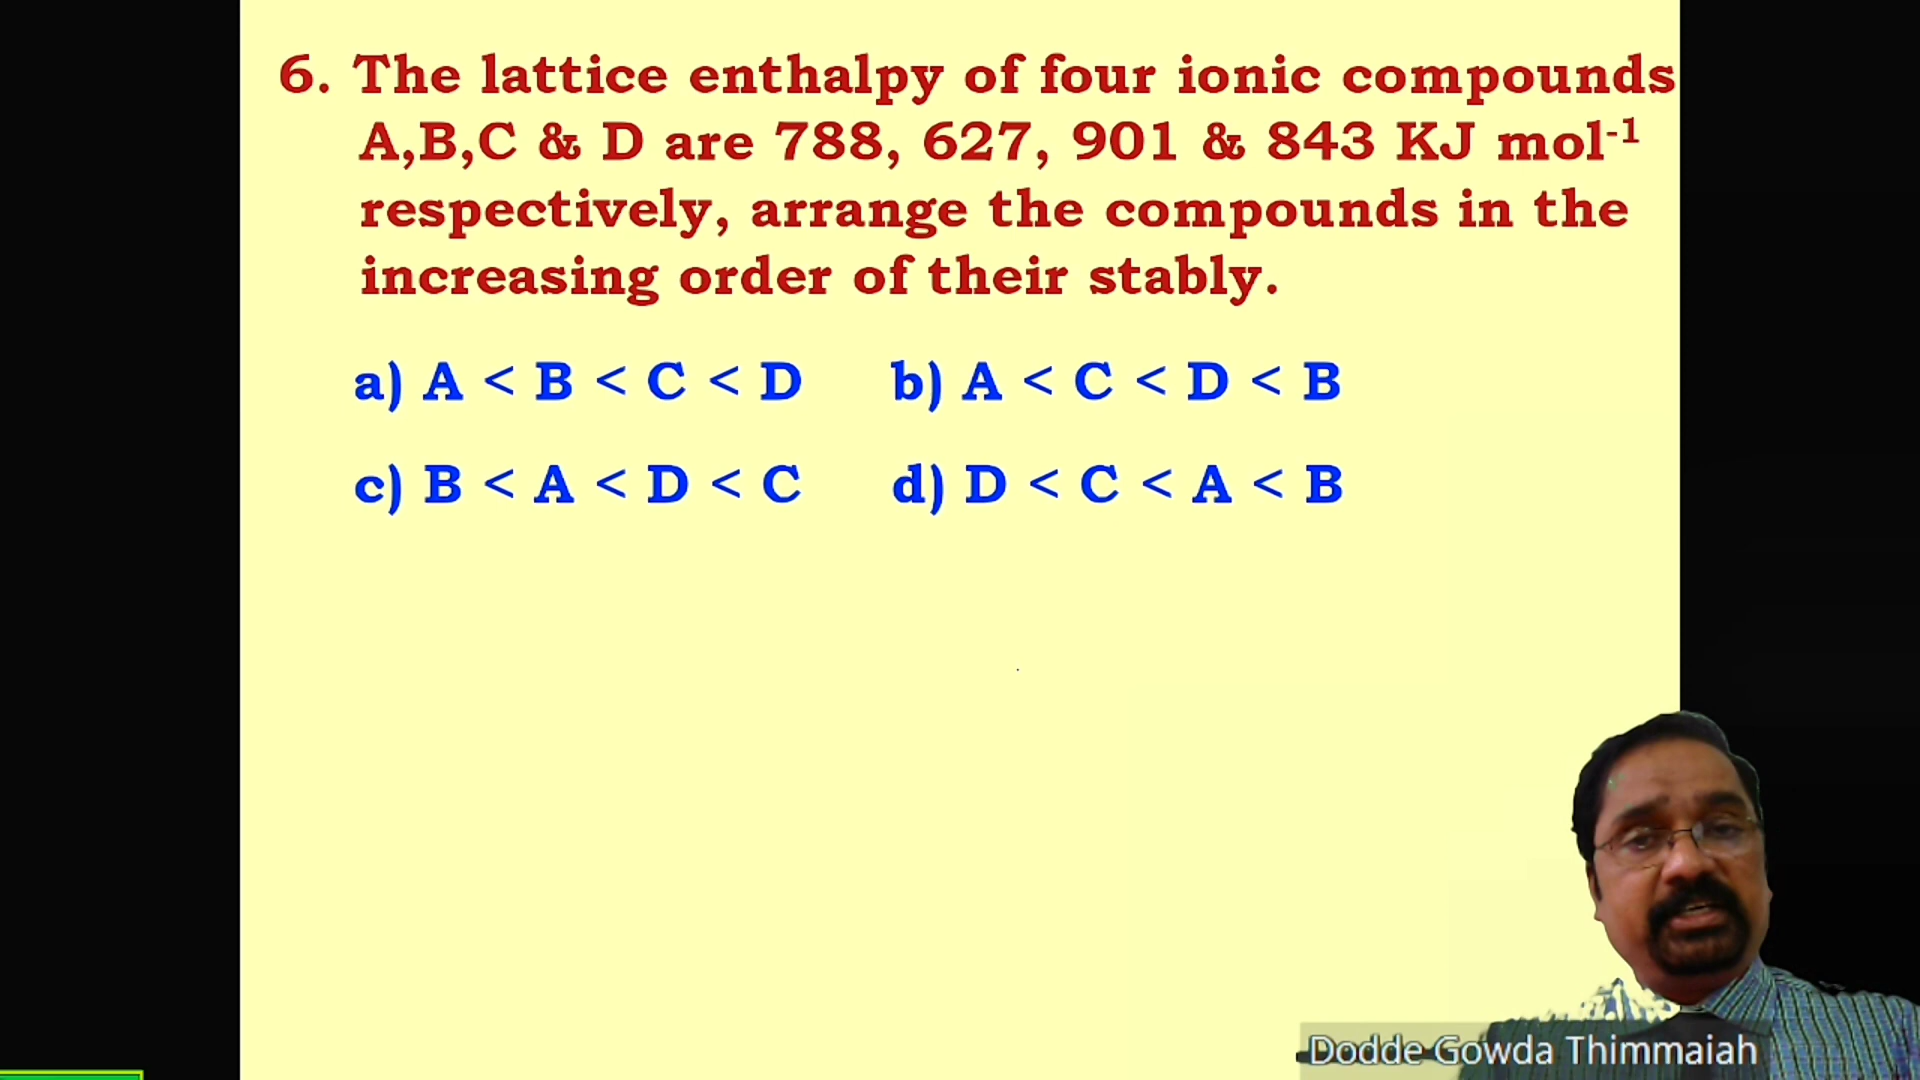 6. The lattice enthalpy of four ionic compounds
A,B,C & D are 788, 627, 901 & 843 KJ mol⁻¹
respectively, arrange the compounds in the
increasing order of their stably.
a) A < B < C < D b) A < C < D < B
c) B < A < D < C d) D < C < A < B
Dodde Gowda Thimmaiah